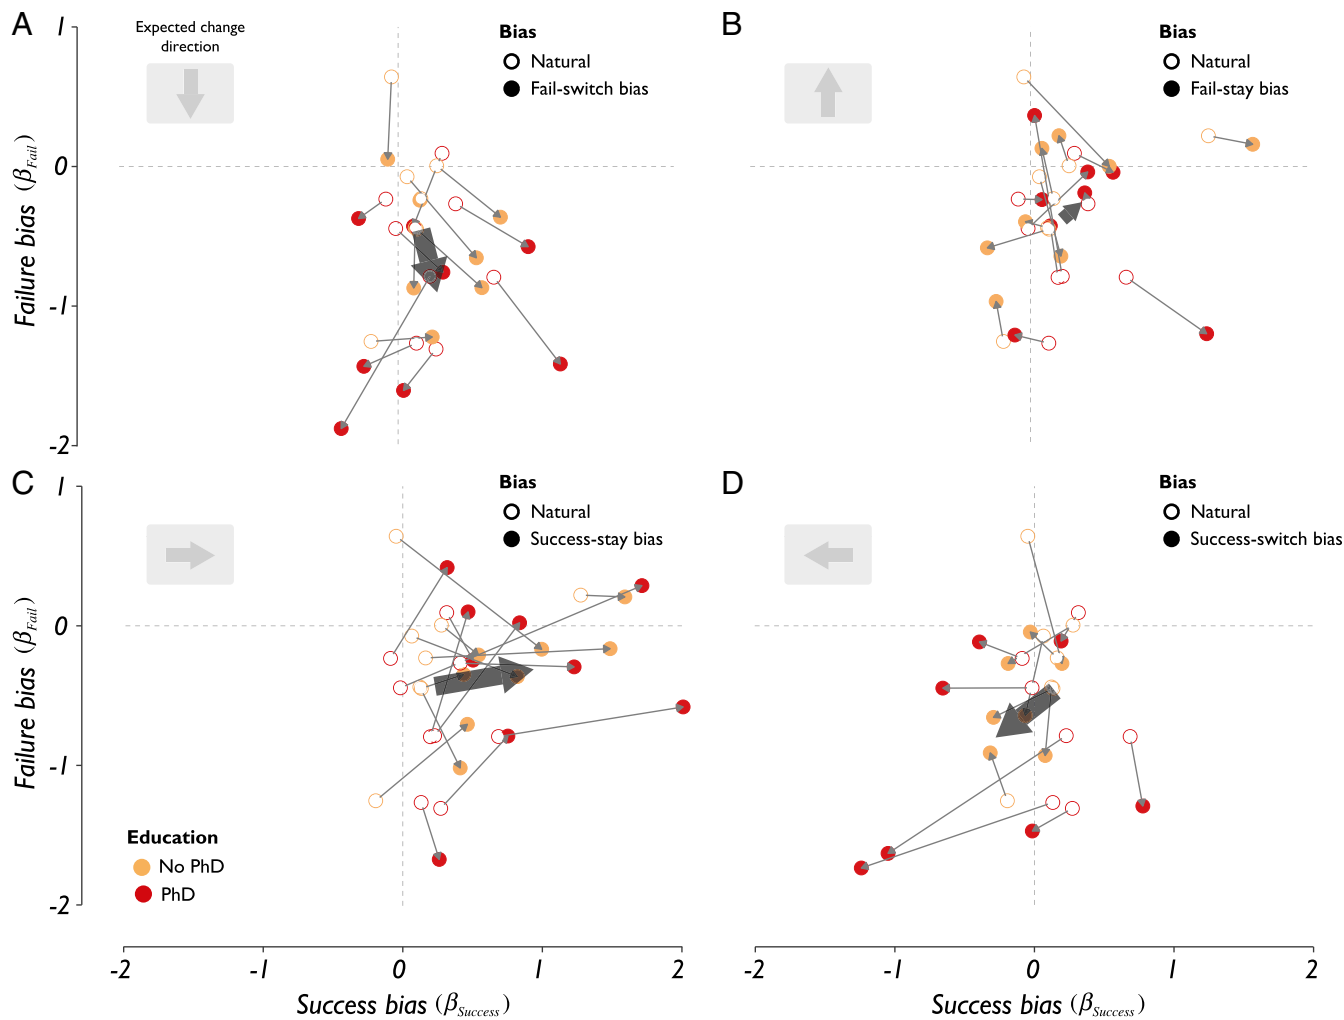 A
Expected change
direction
Bias
Natural
Fail-switch bias
1
0
-1
-2
Failure bias (βFail)
B
Bias
Natural
Fail-stay bias
C
Bias
Natural
Success-stay bias
1
0
-1
-2
Failure bias (βFail)
Education
No PhD
PhD
-2 -1 0 1 2
Success bias (βSuccess)
D
Bias
Natural
Success-switch bias
-2 -1 0 1 2
Success bias (βSuccess)